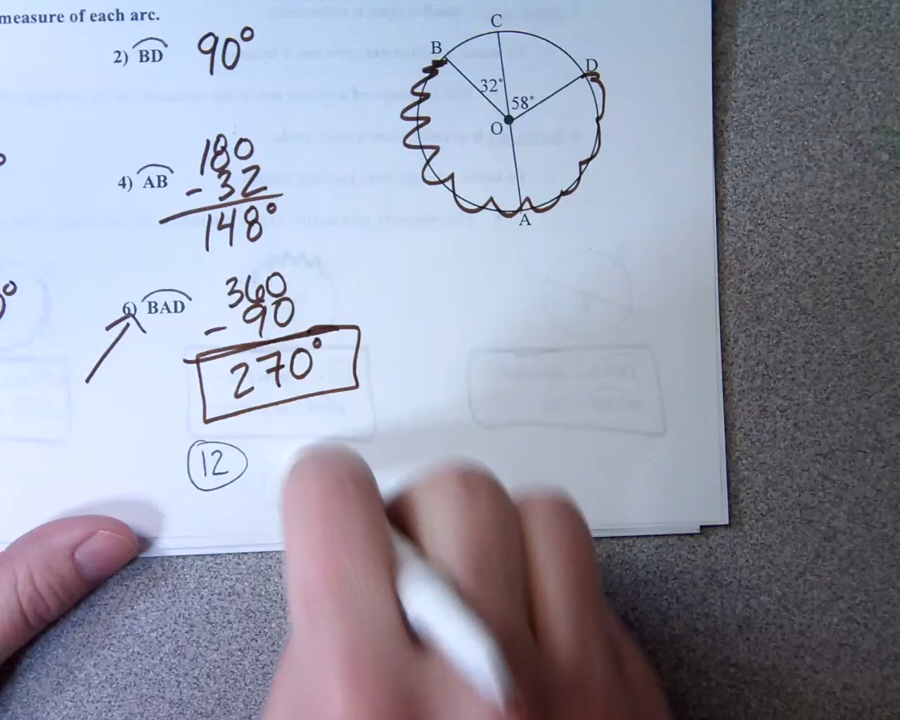 measure of each arc.
2) BD 90°
C
B
D
32°
58°
O
A
4) AB 180
- 32
148°
6) BAD 360
- 90
270°
12